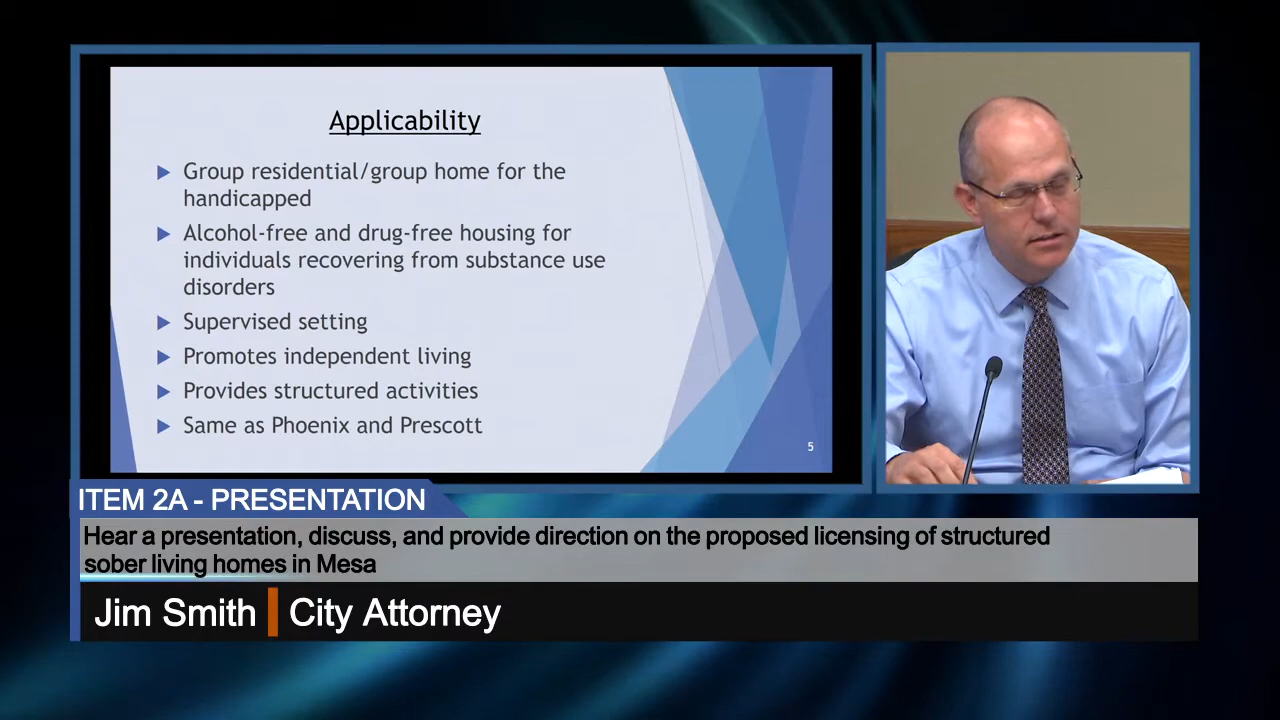 Applicability
Group residential/group home for the
handicapped
Alcohol-free and drug-free housing for
individuals recovering from substance use
disorders
Supervised setting
Promotes independent living
Provides structured activities
Same as Phoenix and Prescott
5
ITEM 2A - PRESENTATION
Hear a presentation, discuss, and provide direction on the proposed licensing of structured
sober living homes in Mesa
Jim Smith City Attorney